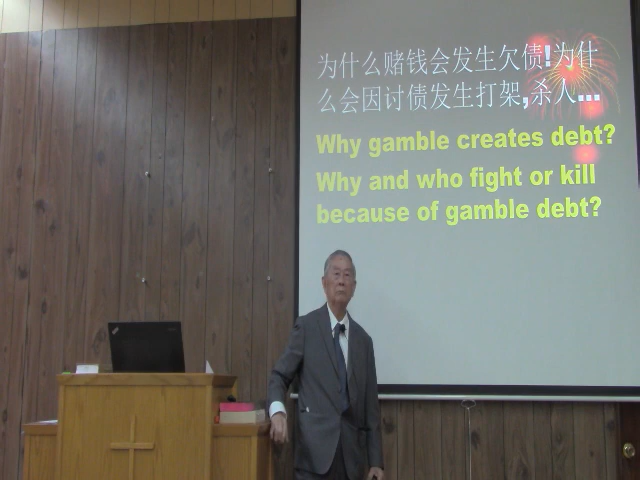 为什么赌钱会发生欠债!为什
么会因讨债发生打架,杀人...
Why gamble creates debt?
Why and who fight or kill
because of gamble debt?